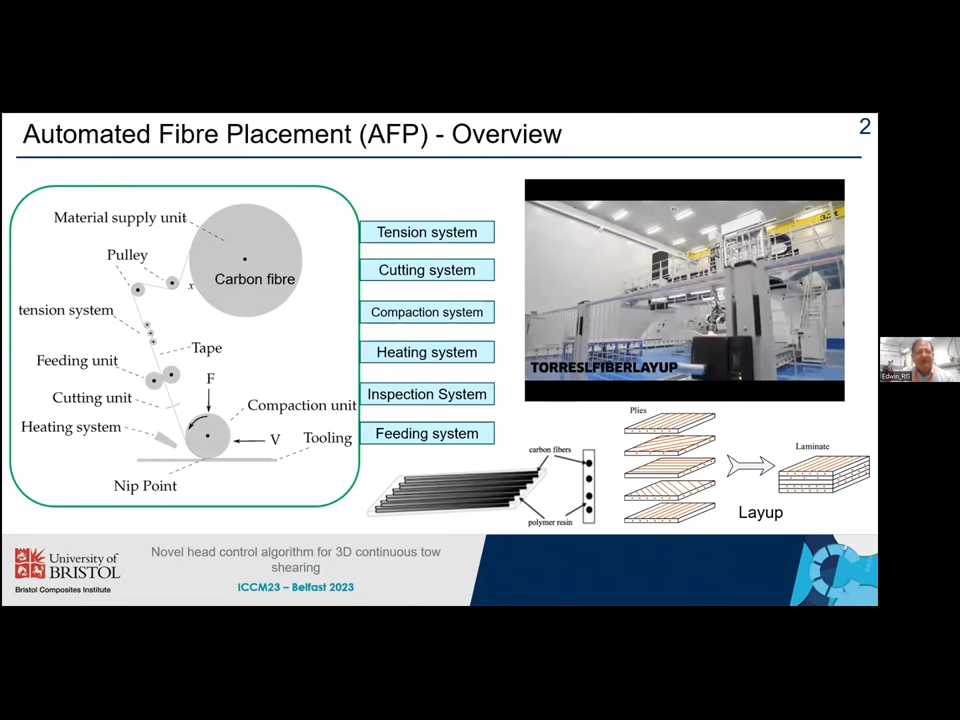 Automated Fibre Placement (AFP) - Overview
2
Material supply unit
Pulley
x
Carbon fibre
tension system
Tape
Feeding unit
F
Cutting unit
Compaction unit
Heating system
V
Tooling
Nip Point
Tension system
Cutting system
Compaction system
Heating system
Inspection System
Feeding system
TORRESLFIBERLAYUP
carbon fibers
polymer resin
Plies
Laminate
Layup
University of
BRISTOL
Bristol Composites Institute
Novel head control algorithm for 3D continuous tow
shearing
ICCM23 – Belfast 2023
Edwin_RG